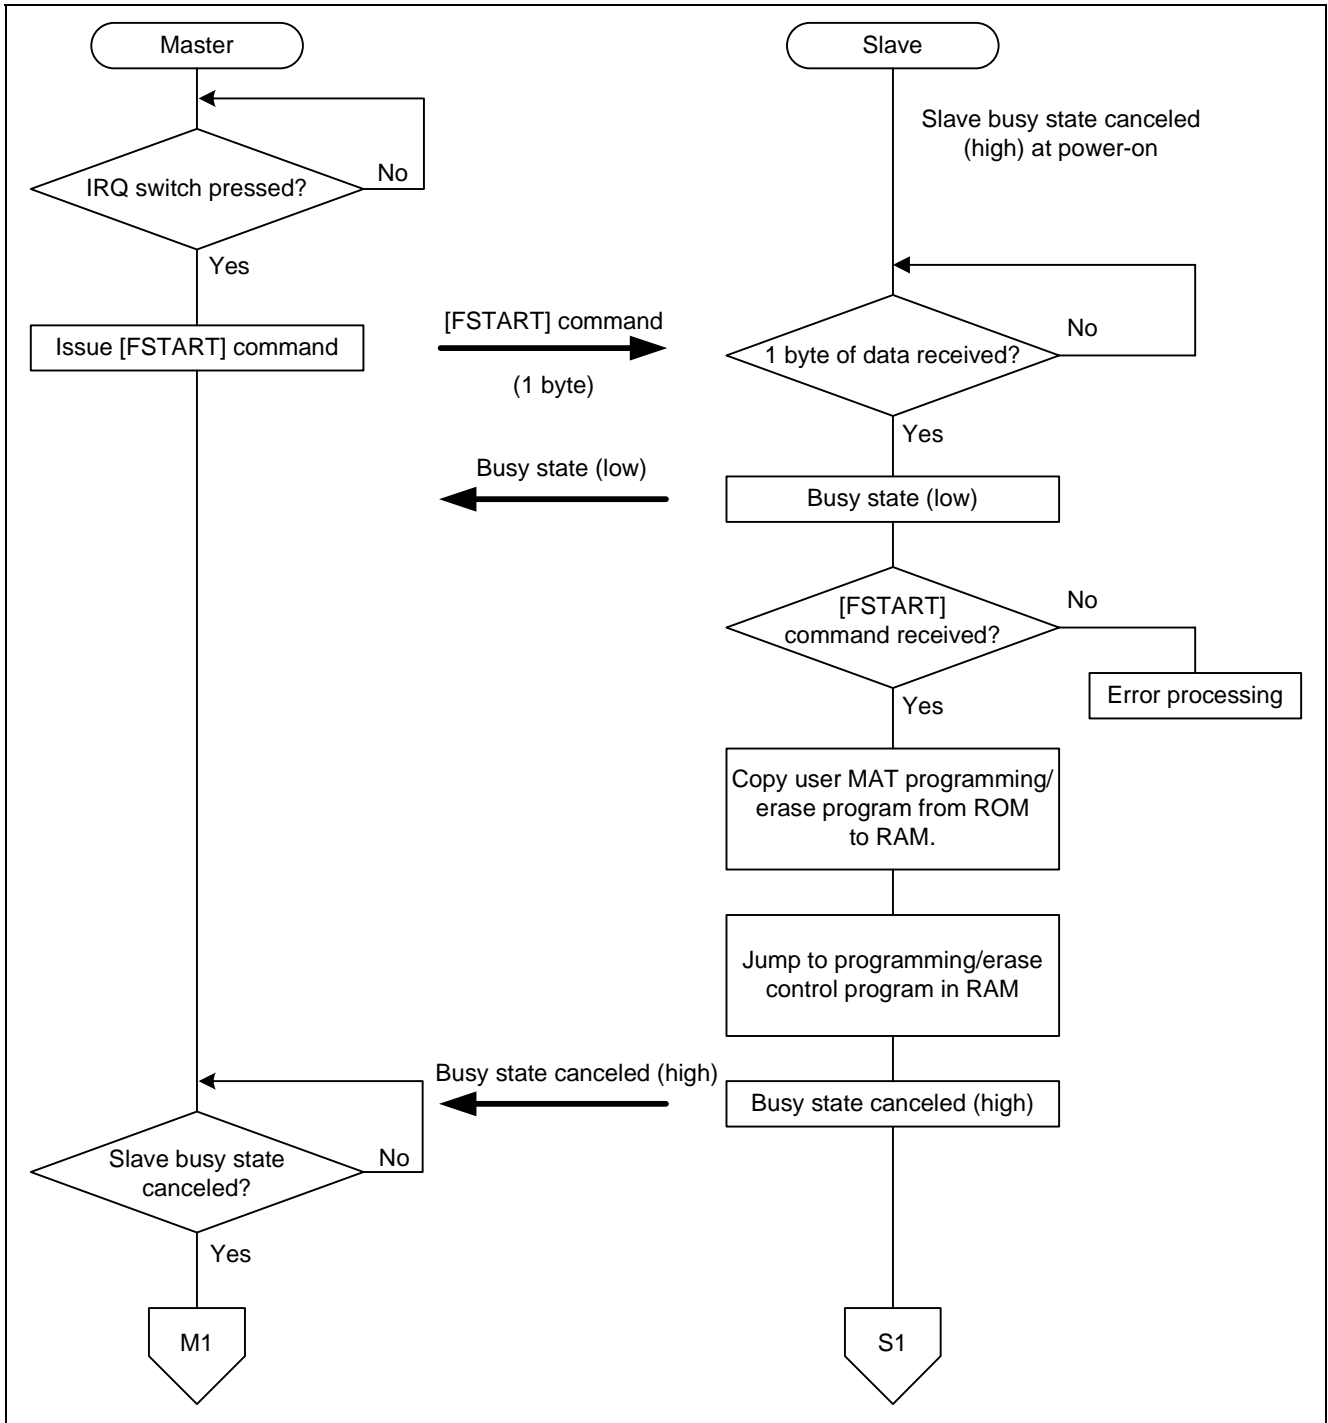 Master
Slave
Slave busy state canceled
(high) at power-on
IRQ switch pressed?
No
Yes
Issue [FSTART] command
[FSTART] command
(1 byte)
1 byte of data received?
No
Yes
Busy state (low)
Busy state (low)
[FSTART]
command received?
No
Error processing
Yes
Copy user MAT programming/
erase program from ROM
to RAM.
Jump to programming/erase
control program in RAM
Busy state canceled (high)
Busy state canceled (high)
Slave busy state
canceled?
No
Yes
M1
S1